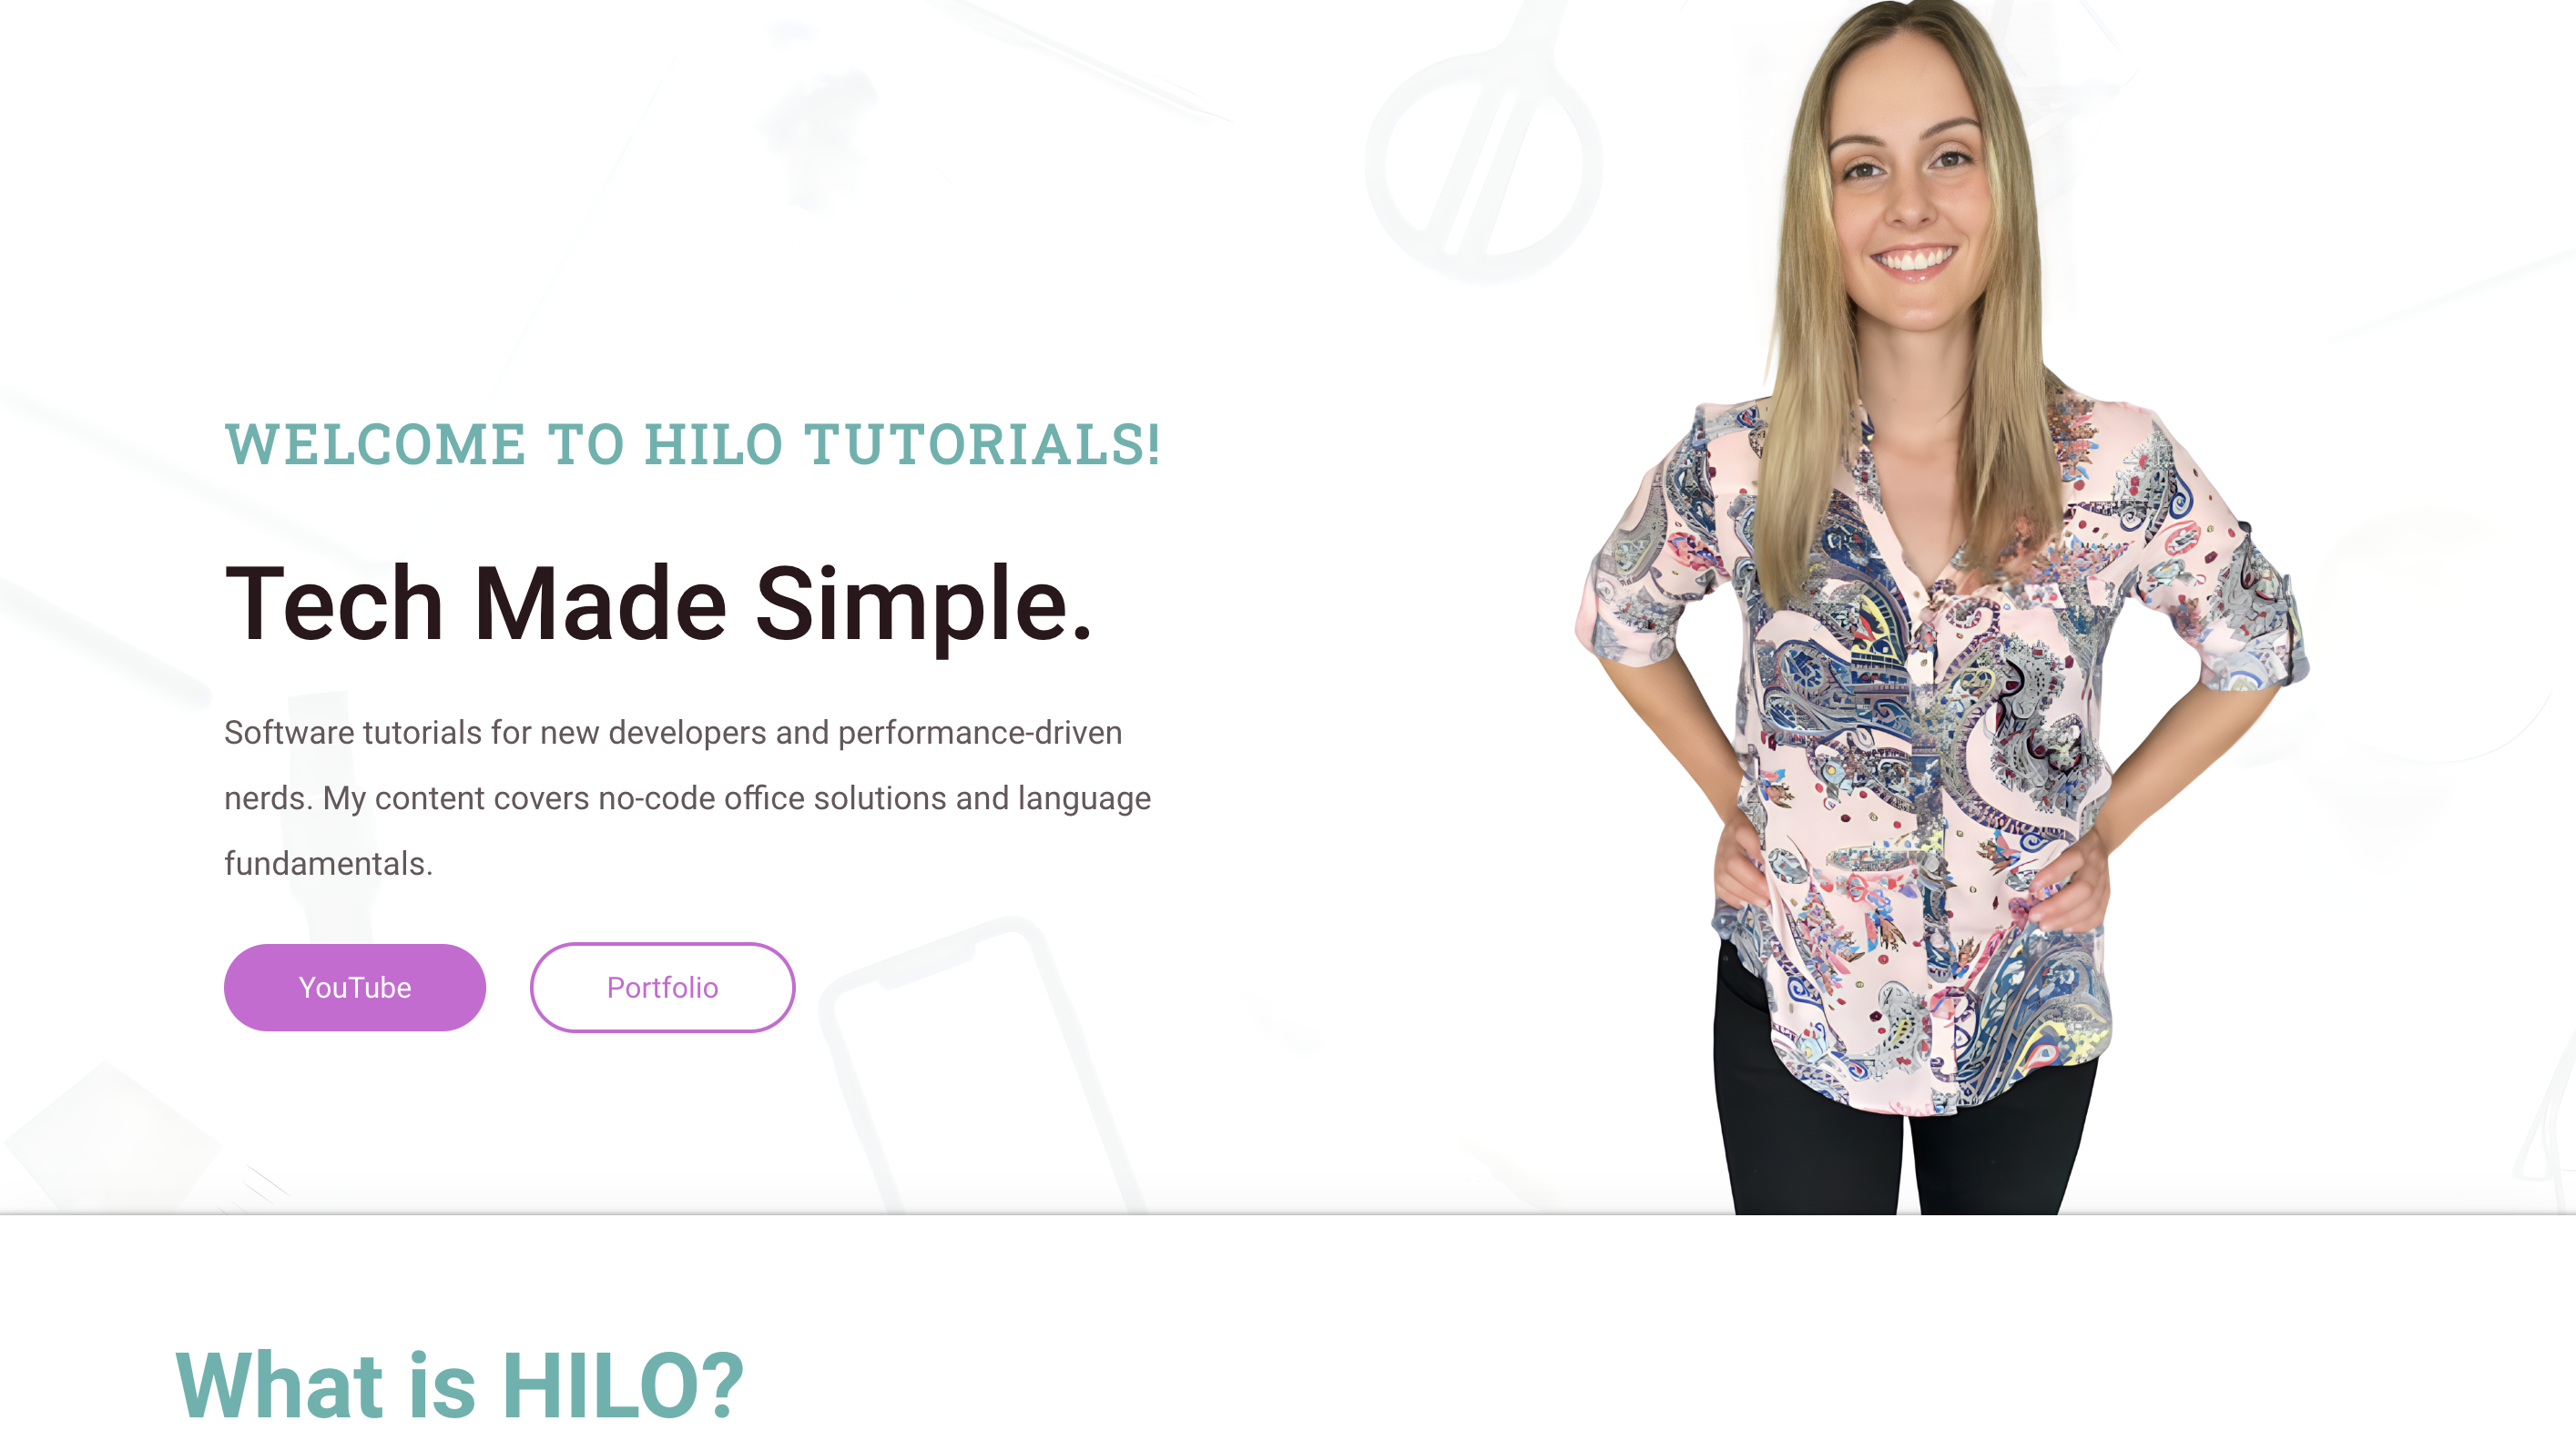 WELCOME TO HILO TUTORIALS!
Tech Made Simple.
Software tutorials for new developers and performance-driven
nerds. My content covers no-code office solutions and language
fundamentals.
YouTube
Portfolio
What is HILO?